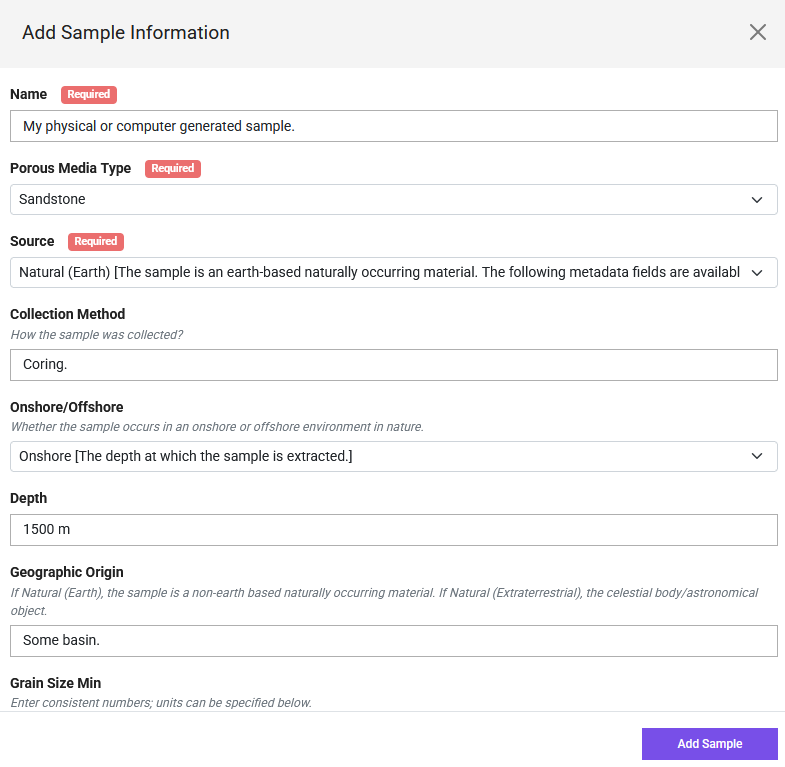 Add Sample Information
Name Required
My physical or computer generated sample.
Porous Media Type Required
Sandstone
Source Required
Natural (Earth) [The sample is an earth-based naturally occurring material. The following metadata fields are availabl
Collection Method
How the sample was collected?
Coring.
Onshore/Offshore
Whether the sample occurs in an onshore or offshore environment in nature.
Onshore [The depth at which the sample is extracted.]
Depth
1500 m
Geographic Origin
If Natural (Earth), the sample is a non-earth based naturally occurring material. If Natural (Extraterrestrial), the celestial body/astronomical
object.
Some basin.
Grain Size Min
Enter consistent numbers; units can be specified below.
Add Sample